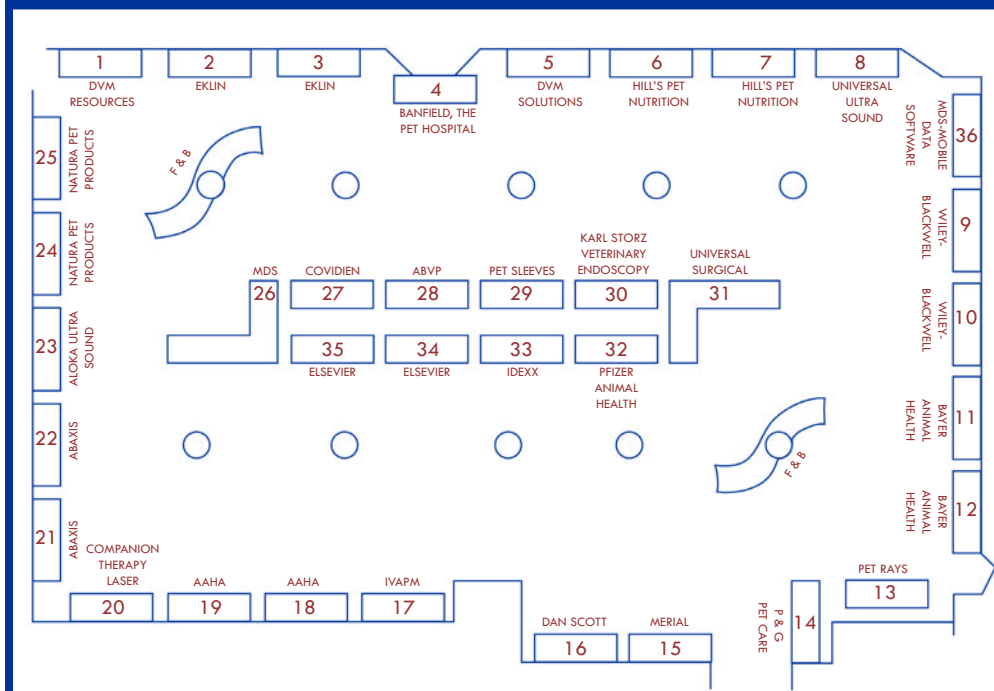 1
DVM
RESOURCES
2
EKLIN
3
EKLIN
4
BANFIELD, THE
PET HOSPITAL
5
DVM
SOLUTIONS
6
HILL'S PET
NUTRITION
7
HILL'S PET
NUTRITION
8
UNIVERSAL
ULTRA
SOUND
36
MDS-MOBILE
DATA
SOFTWARE
9
WILEY-
BLACKWELL
10
WILEY-
BLACKWELL
11
BAYER
ANIMAL
HEALTH
12
BAYER
ANIMAL
HEALTH
25
NATURA PET
PRODUCTS
24
NATURA PET
PRODUCTS
23
ALOKA ULTRA
SOUND
22
ABAXIS
21
ABAXIS
F & B
MDS
26
COVIDIEN
27
ABVP
28
PET SLEEVES
29
KARL STORZ
VETERINARY
ENDOSCOPY
30
UNIVERSAL
SURGICAL
31
35
ELSEVIER
34
ELSEVIER
33
IDEXX
32
PFIZER
ANIMAL
HEALTH
F & B
COMPANION
THERAPY
LASER
20
AAHA
19
AAHA
18
IVAPM
17
DAN SCOTT
16
MERIAL
15
P & G
PET CARE
14
PET RAYS
13